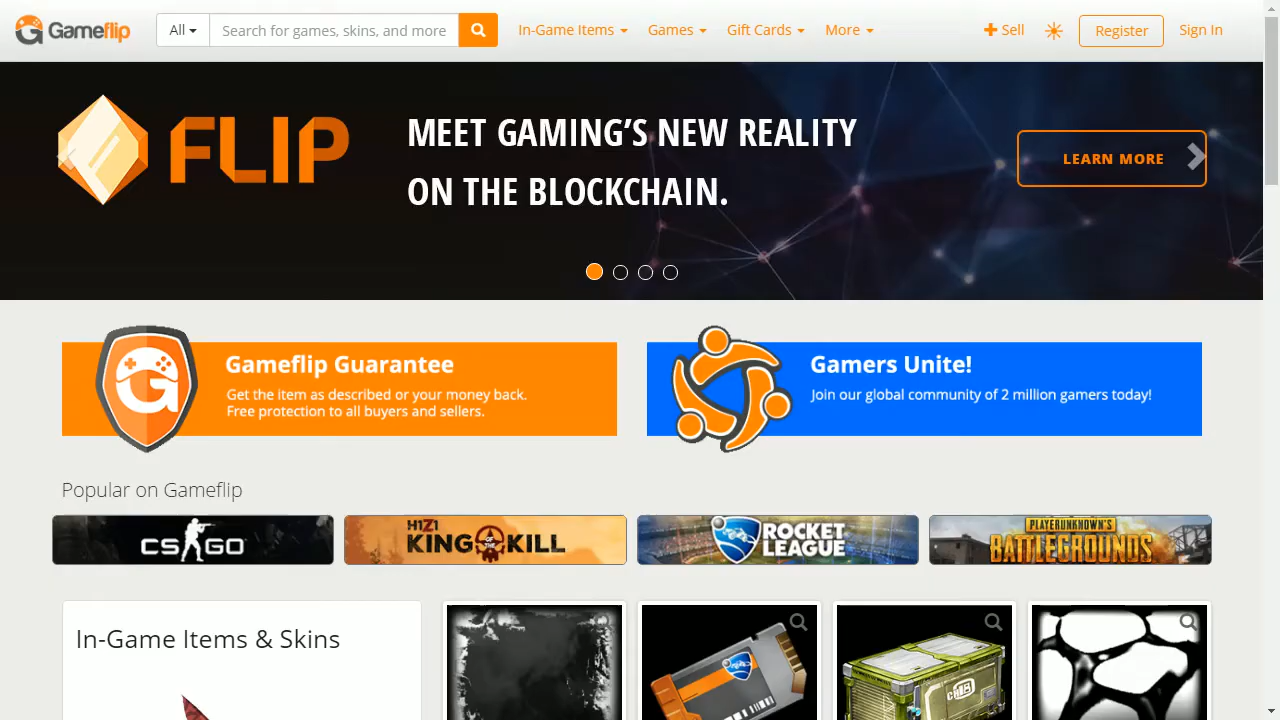 Gameflip
All
Search for games, skins, and more
In-Game Items
Games
Gift Cards
More
Sell
Register
Sign In
FLIP
MEET GAMING'S NEW REALITY
ON THE BLOCKCHAIN.
LEARN MORE
Gameflip Guarantee
Get the item as described or your money back.
Free protection to all buyers and sellers.
Gamers Unite!
Join our global community of 2 million gamers today!
Popular on Gameflip
CS GO
H1Z1
KING OF THE KILL
ROCKET
LEAGUE
PLAYERUNKNOWN'S
BATTLEGROUNDS
In-Game Items & Skins